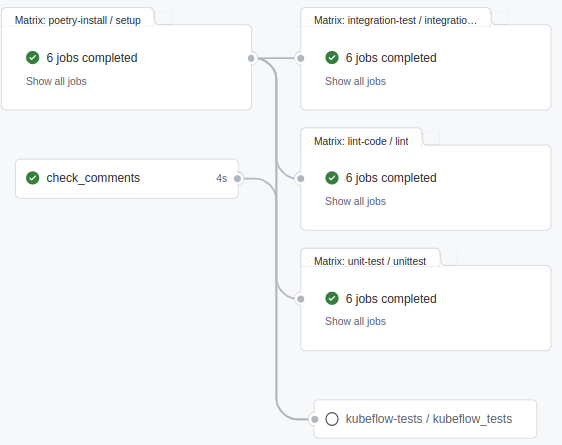 Matrix: poetry-install / setup
6 jobs completed
Show all jobs
check_comments
4s
Matrix: integration-test / integratio...
6 jobs completed
Show all jobs
Matrix: lint-code / lint
6 jobs completed
Show all jobs
Matrix: unit-test / unittest
6 jobs completed
Show all jobs
kubeflow-tests / kubeflow_tests